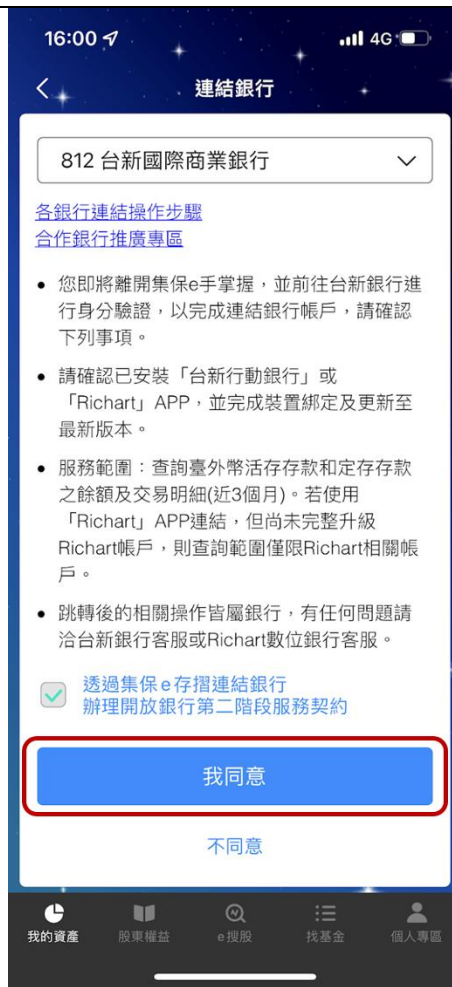 16:00
4G
連結銀行
812 台新國際商業銀行
各銀行連結操作步驟
合作銀行推廣專區
您即將離開集保e手掌握，並前往台新銀行進
行身分驗證，以完成連結銀行帳戶，請確認
下列事項。
請確認已安裝「台新行動銀行」或
「Richart」APP，並完成裝置綁定及更新至
最新版本。
服務範圍：查詢臺外幣活存存款和定存存款
之餘額及交易明細(近3個月)。若使用
「Richart」APP連結，但尚未完整升級
Richart帳戶，則查詢範圍僅限Richart相關帳
戶。
跳轉後的相關操作皆屬銀行，有任何問題請
洽台新銀行客服或Richart數位銀行客服。
透過集保e存摺連結銀行
辦理開放銀行第二階段服務契約
我同意
不同意
我的資產 股東權益 e搜股 找基金 個人專區